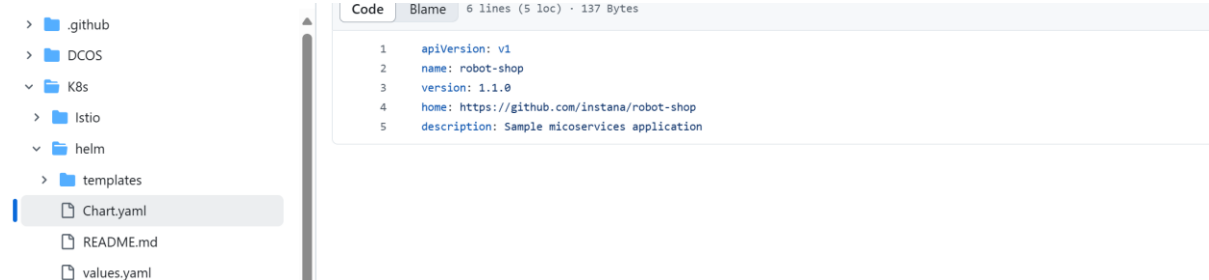 .github
DCOS
K8s
Istio
helm
templates
Chart.yaml
README.md
values.yaml
Code Blame 6 lines (5 loc) · 137 Bytes
1 apiVersion: v1
2 name: robot-shop
3 version: 1.1.0
4 home: https://github.com/instana/robot-shop
5 description: Sample micoservices application